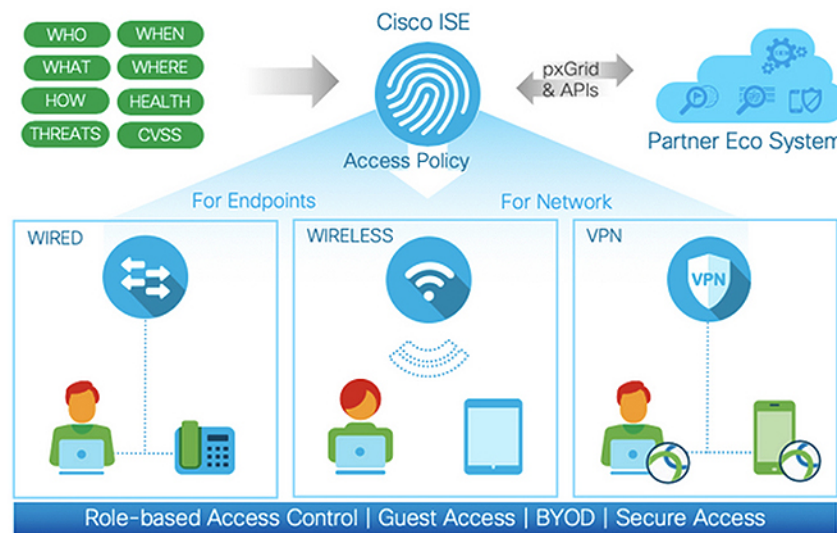 WHO
WHEN
WHAT
WHERE
HOW
HEALTH
THREATS
CVSS
Cisco ISE
pxGrid
& APIs
Partner Eco System
Access Policy
For Endpoints
For Network
WIRED
WIRELESS
VPN
VPN
Role-based Access Control | Guest Access | BYOD | Secure Access